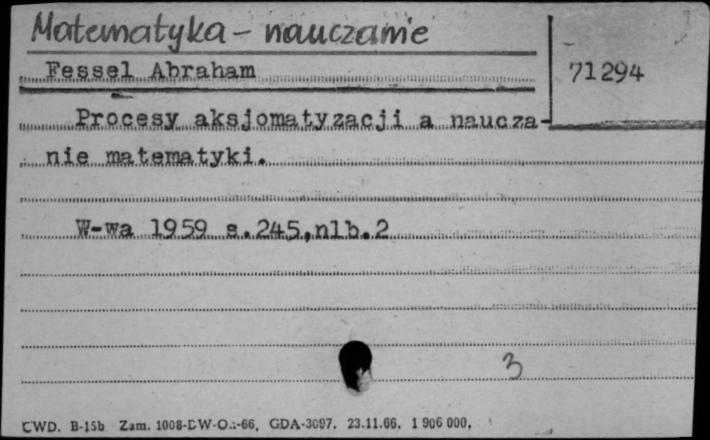 Matematyka - nauczanie
Fessel Abraham
71294
Procesy aksjomatyzacji a naucza-
nie matematyki.
W-wa 1959 s.245,nlb.2
3
CWD. B-15b Zam. 1008-DW-O.-66, GDA-3097. 23.11.66. 1 906 000.